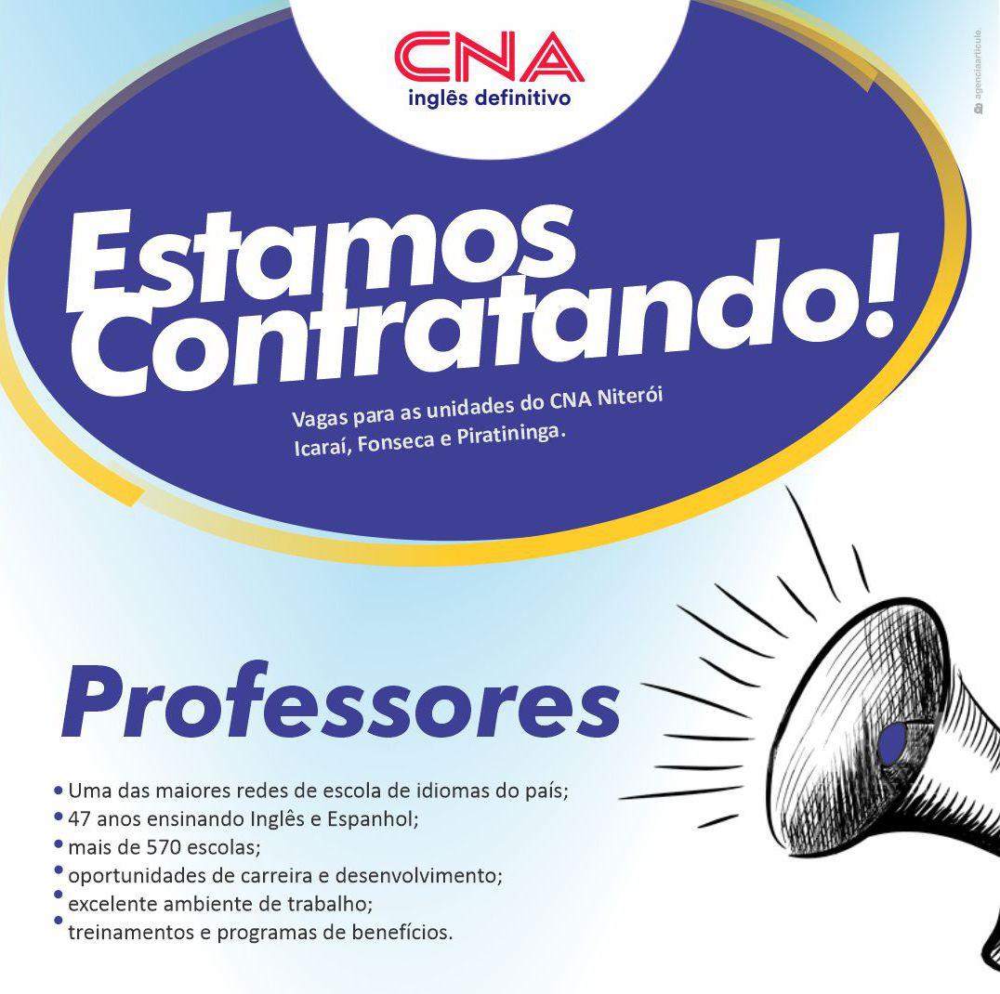 CNA
inglês definitivo
agenciaarticule.
Estamos
Contratando!
Vagas para as unidades do CNA Niterói
Icaraí, Fonseca e Piratininga.
Professores
• Uma das maiores redes de escola de idiomas do país;
• 47 anos ensinando Inglês e Espanhol;
• mais de 570 escolas;
• oportunidades de carreira e desenvolvimento;
• excelente ambiente de trabalho;
• treinamentos e programas de benefícios.